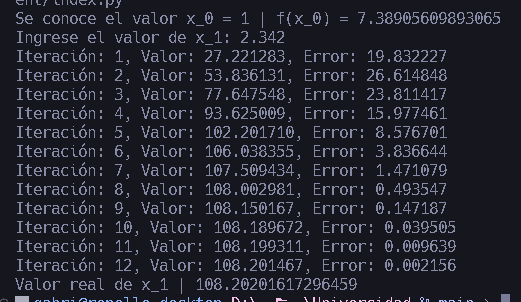 ent/index.py
Se conoce el valor x_0 = 1 | f(x_0) = 7.38905609893065
Ingrese el valor de x_1: 2.342
Iteración: 1, Valor: 27.221283, Error: 19.832227
Iteración: 2, Valor: 53.836131, Error: 26.614848
Iteración: 3, Valor: 77.647548, Error: 23.811417
Iteración: 4, Valor: 93.625009, Error: 15.977461
Iteración: 5, Valor: 102.201710, Error: 8.576701
Iteración: 6, Valor: 106.038355, Error: 3.836644
Iteración: 7, Valor: 107.509434, Error: 1.471079
Iteración: 8, Valor: 108.002981, Error: 0.493547
Iteración: 9, Valor: 108.150167, Error: 0.147187
Iteración: 10, Valor: 108.189672, Error: 0.039505
Iteración: 11, Valor: 108.199311, Error: 0.009639
Iteración: 12, Valor: 108.201467, Error: 0.002156
Valor real de x_1 | 108.20201617296459